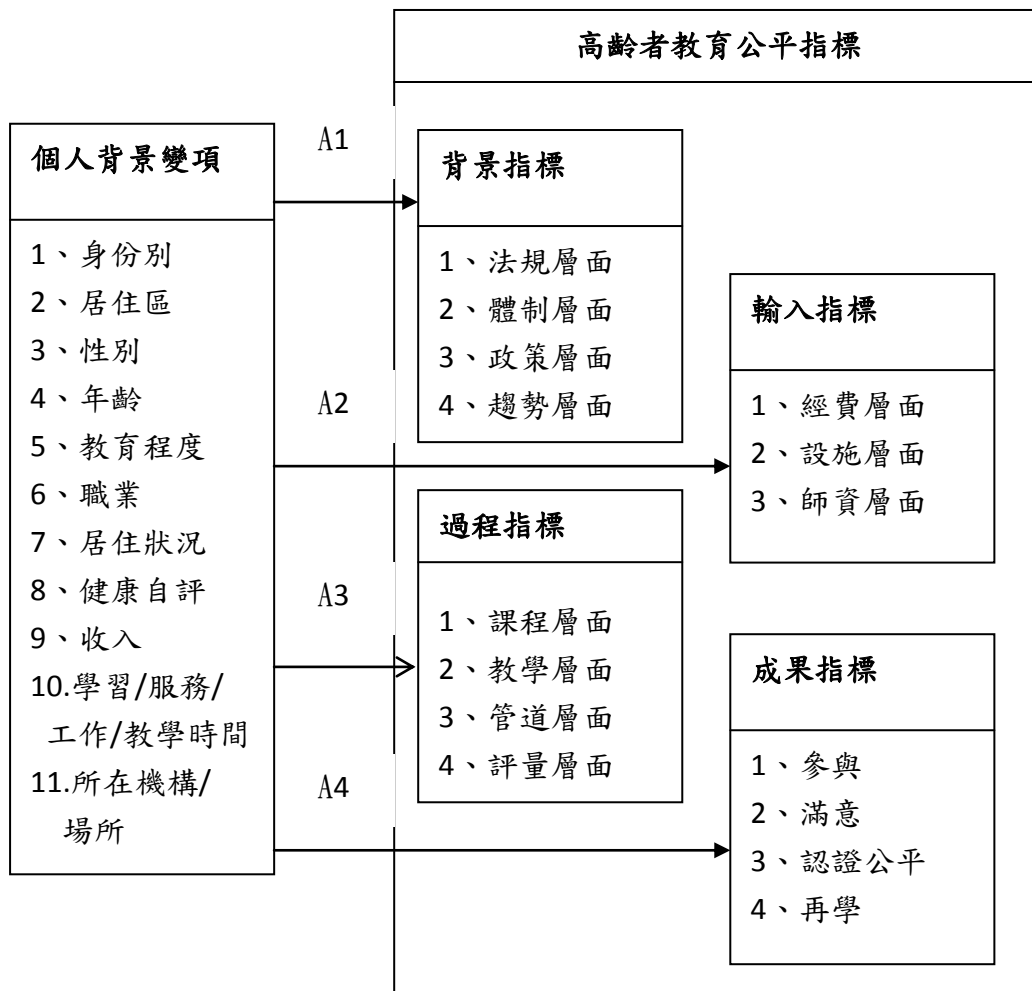 高齡者教育公平指標
個人背景變項
1、身份別
2、居住區
3、性別
4、年齡
5、教育程度
6、職業
7、居住狀況
8、健康自評
9、收入
10.學習/服務/
工作/教學時間
11.所在機構/
場所
A1
A2
A3
A4
背景指標
1、法規層面
2、體制層面
3、政策層面
4、趨勢層面
輸入指標
1、經費層面
2、設施層面
3、師資層面
過程指標
1、課程層面
2、教學層面
3、管道層面
4、評量層面
成果指標
1、參與
2、滿意
3、認證公平
4、再學